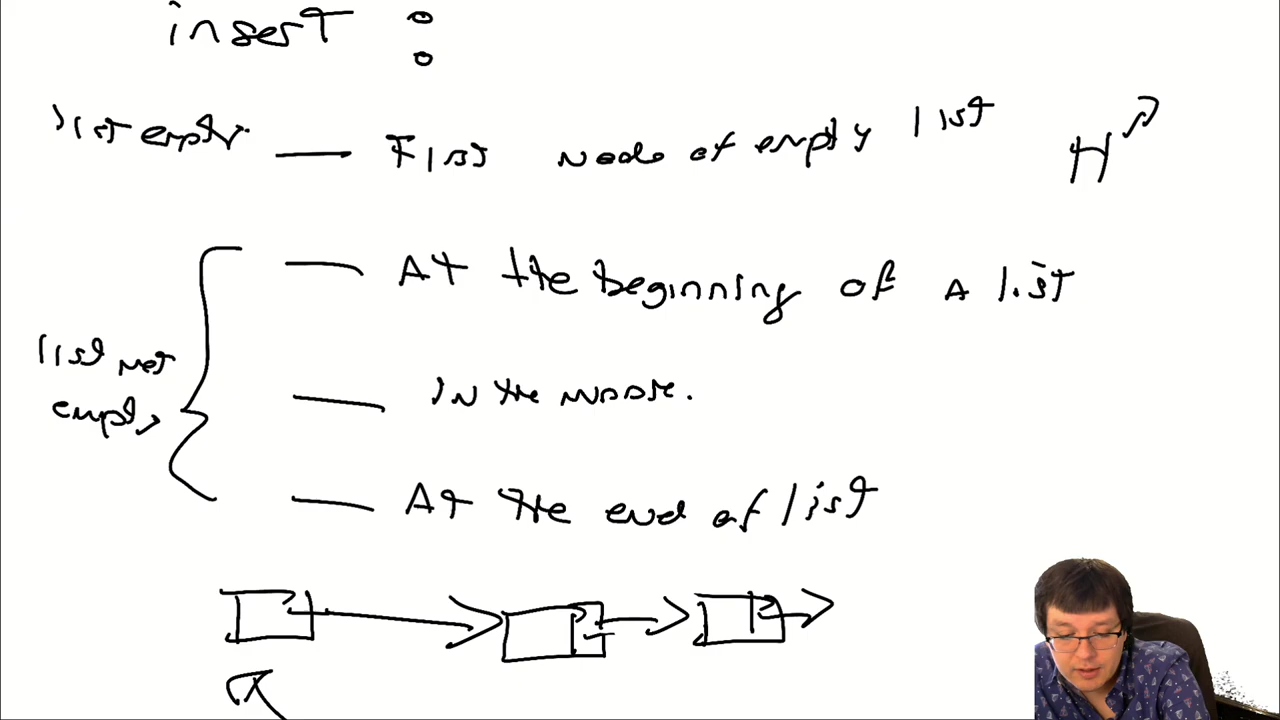 insert :
list empty — First node of empty list H
— At the beginning of a list
list not
empty
— In the middle.
— At the end of list